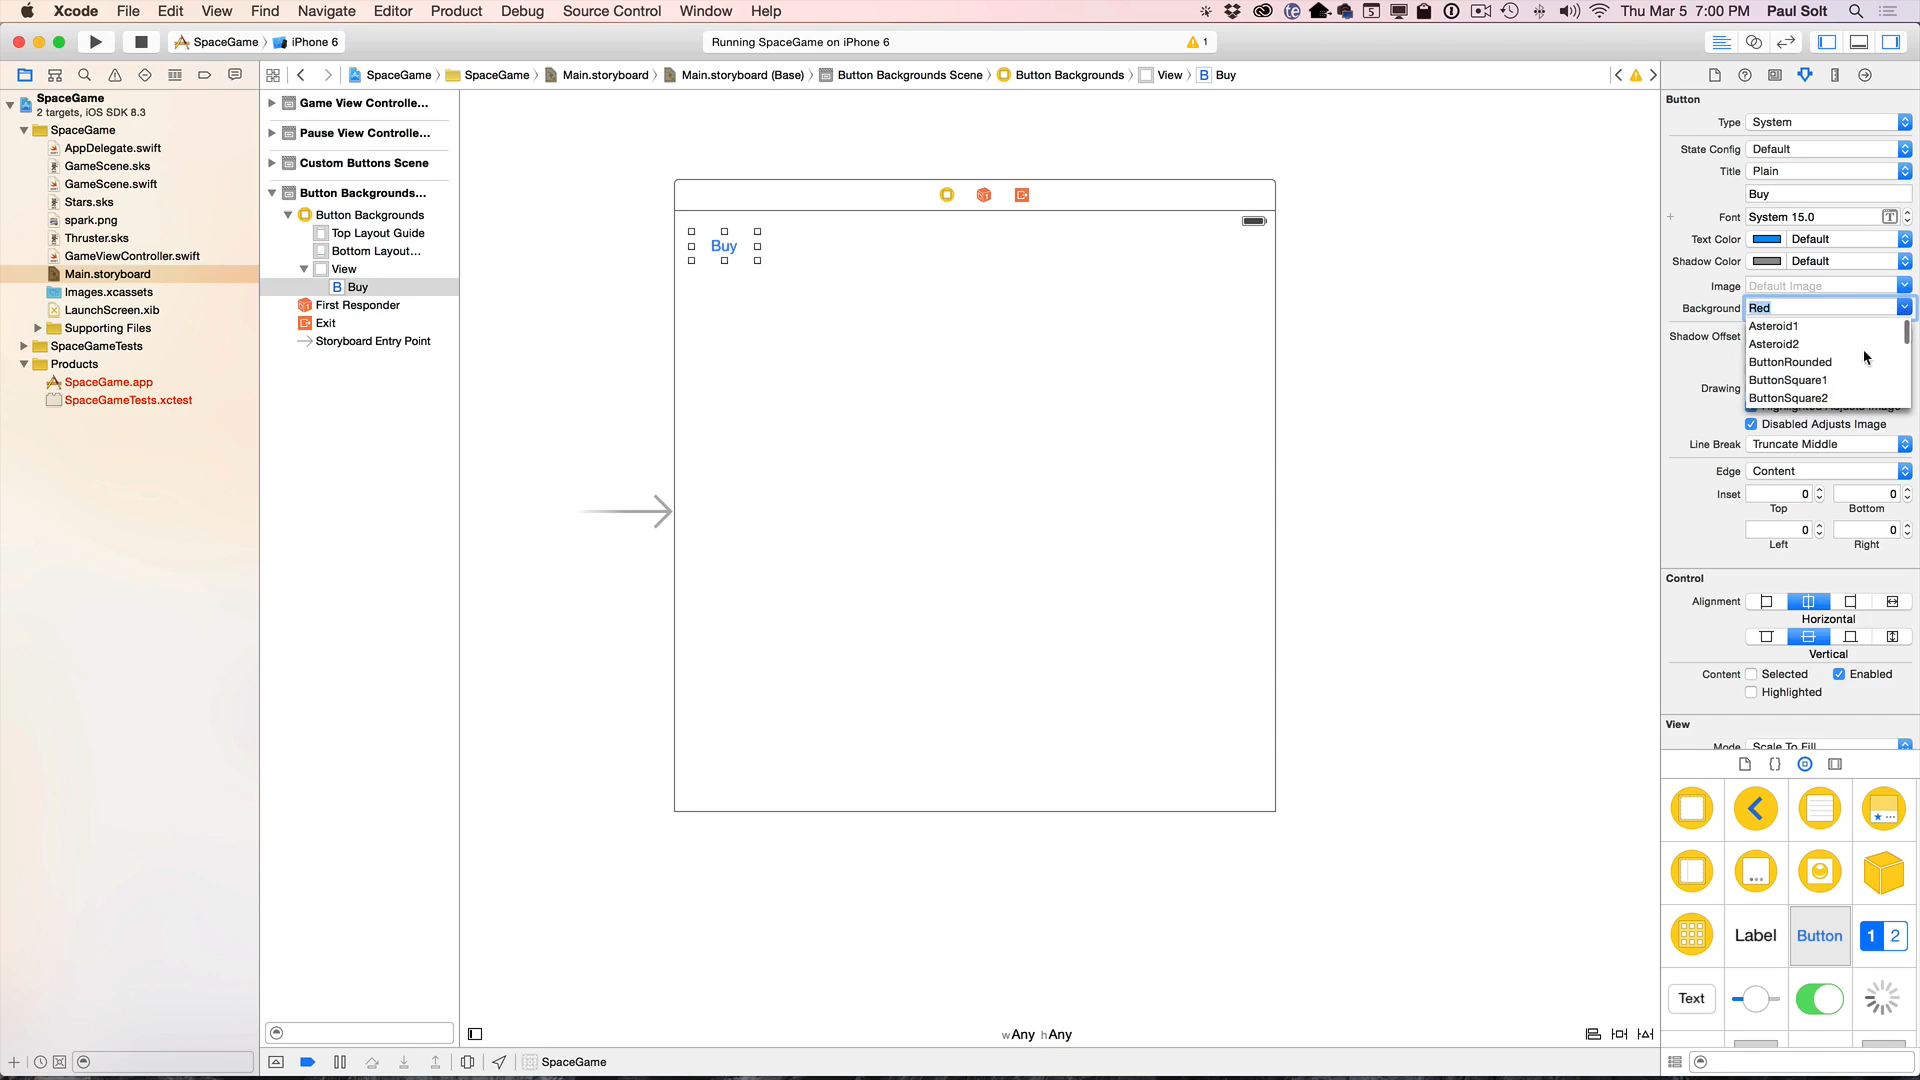 Xcode File Edit View Find Navigate Editor Product Debug Source Control Window Help
5 Thu Mar 5 7:00 PM Paul Solt
SpaceGame iPhone 6
Running SpaceGame on iPhone 6
1
SpaceGame SpaceGame Main.storyboard Main.storyboard (Base) Button Backgrounds Scene Button Backgrounds View B Buy
SpaceGame
2 targets, iOS SDK 8.3
SpaceGame
AppDelegate.swift
GameScene.sks
GameScene.swift
Stars.sks
spark.png
Thruster.sks
GameViewController.swift
Main.storyboard
Images.xcassets
LaunchScreen.xib
Supporting Files
SpaceGameTests
Products
SpaceGame.app
SpaceGameTests.xctest
Game View Controlle...
Pause View Controlle...
Custom Buttons Scene
Button Backgrounds...
Button Backgrounds
Top Layout Guide
Bottom Layout...
View
B Buy
First Responder
Exit
Storyboard Entry Point
Buy
wAny hAny
SpaceGame
Button
Type System
State Config Default
Title Plain
Buy
Font System 15.0 T
Text Color Default
Shadow Color Default
Image Default Image
Background Red
Asteroid1
Shadow Offset
Asteroid2
ButtonRounded
ButtonSquare1
Drawing
ButtonSquare2
Highlighted Adjusts Image
Disabled Adjusts Image
Line Break Truncate Middle
Edge Content
Inset 0 0
Top Bottom
0 0
Left Right
Control
Alignment
Horizontal
Vertical
Content Selected Enabled
Highlighted
View
Mode Scale To Fill
Label Button 1 2
Text